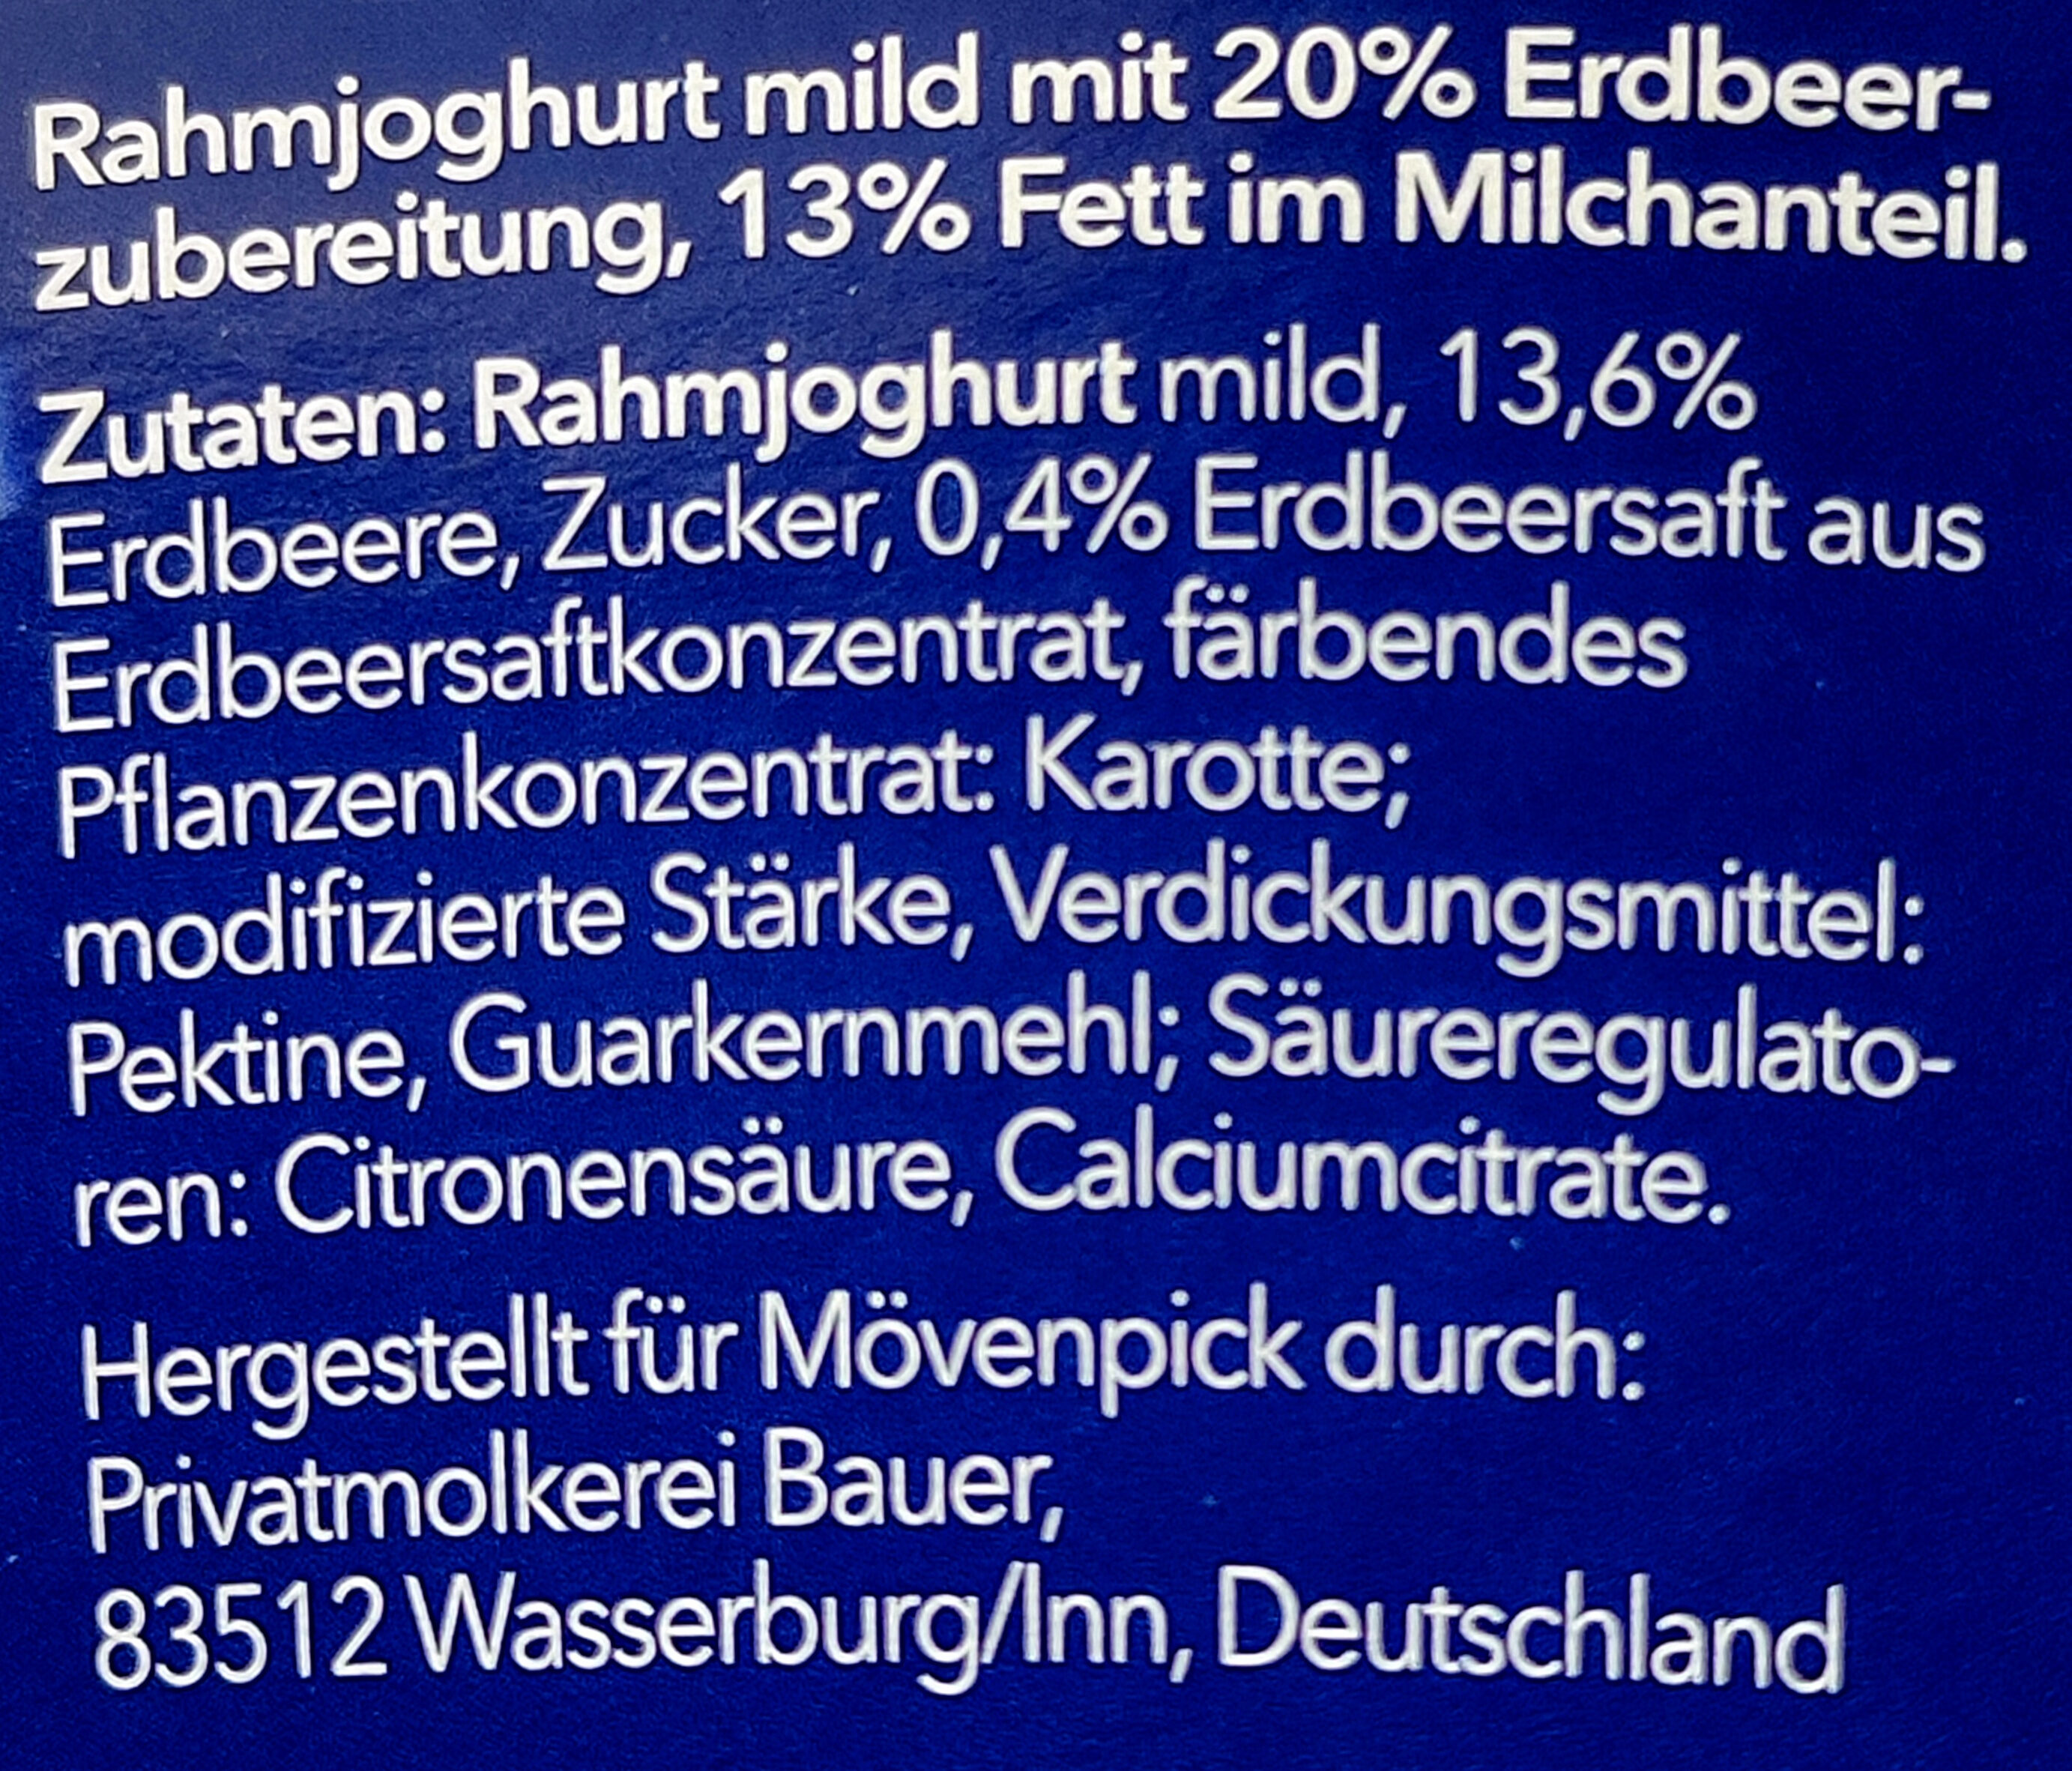 Rahmjoghurt mild mit 20% Erdbeer-
zubereitung, 13% Fett im Milchanteil.
Zutaten: Rahmjoghurt mild, 13,6%
Erdbeere, Zucker, 0,4% Erdbeersaft aus
Erdbeersaftkonzentrat, färbendes
Pflanzenkonzentrat: Karotte;
modifizierte Stärke, Verdickungsmittel:
Pektine, Guarkernmehl; Säureregulato-
ren: Citronensäure, Calciumcitrate.
Hergestellt für Mövenpick durch:
Privatmolkerei Bauer,
83512 Wasserburg/Inn, Deutschland